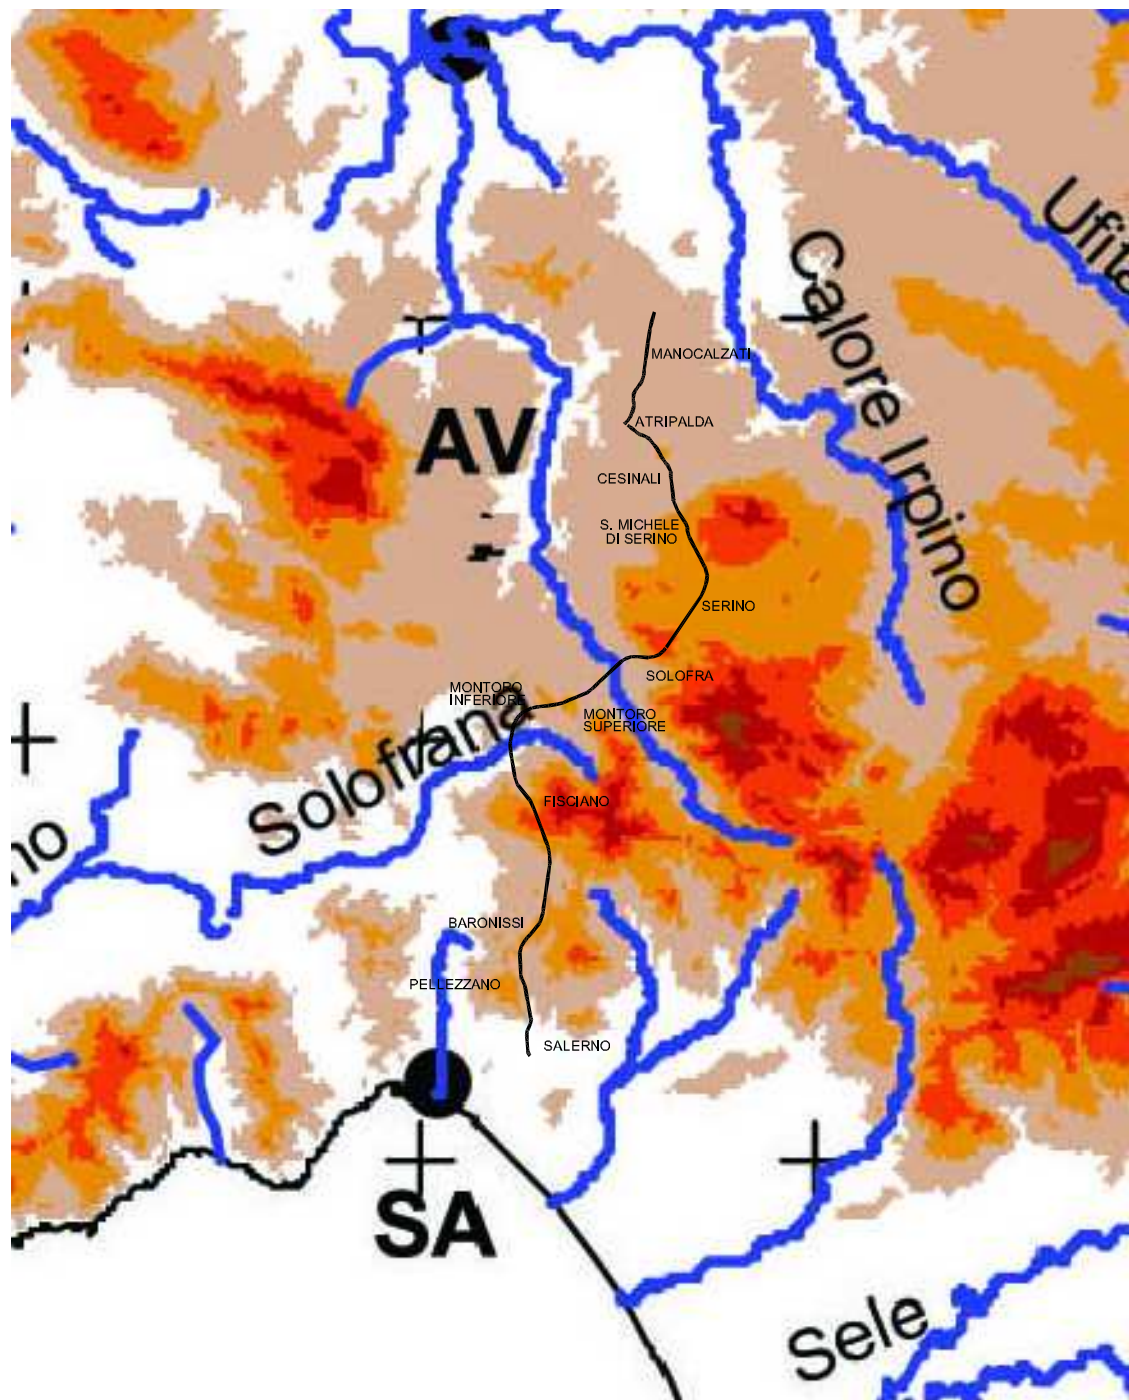 Ufita
Calore Irpino
MANOCALZATI
AV
ATRIPALDA
CESINALI
S. MICHELE
DI SERINO
SERINO
SOLOFRA
MONTORO
INFERIORE
MONTORO
SUPERIORE
Solofrana
FISCIANO
no
BARONISSI
PELLEZZANO
SALERNO
SA
Sele